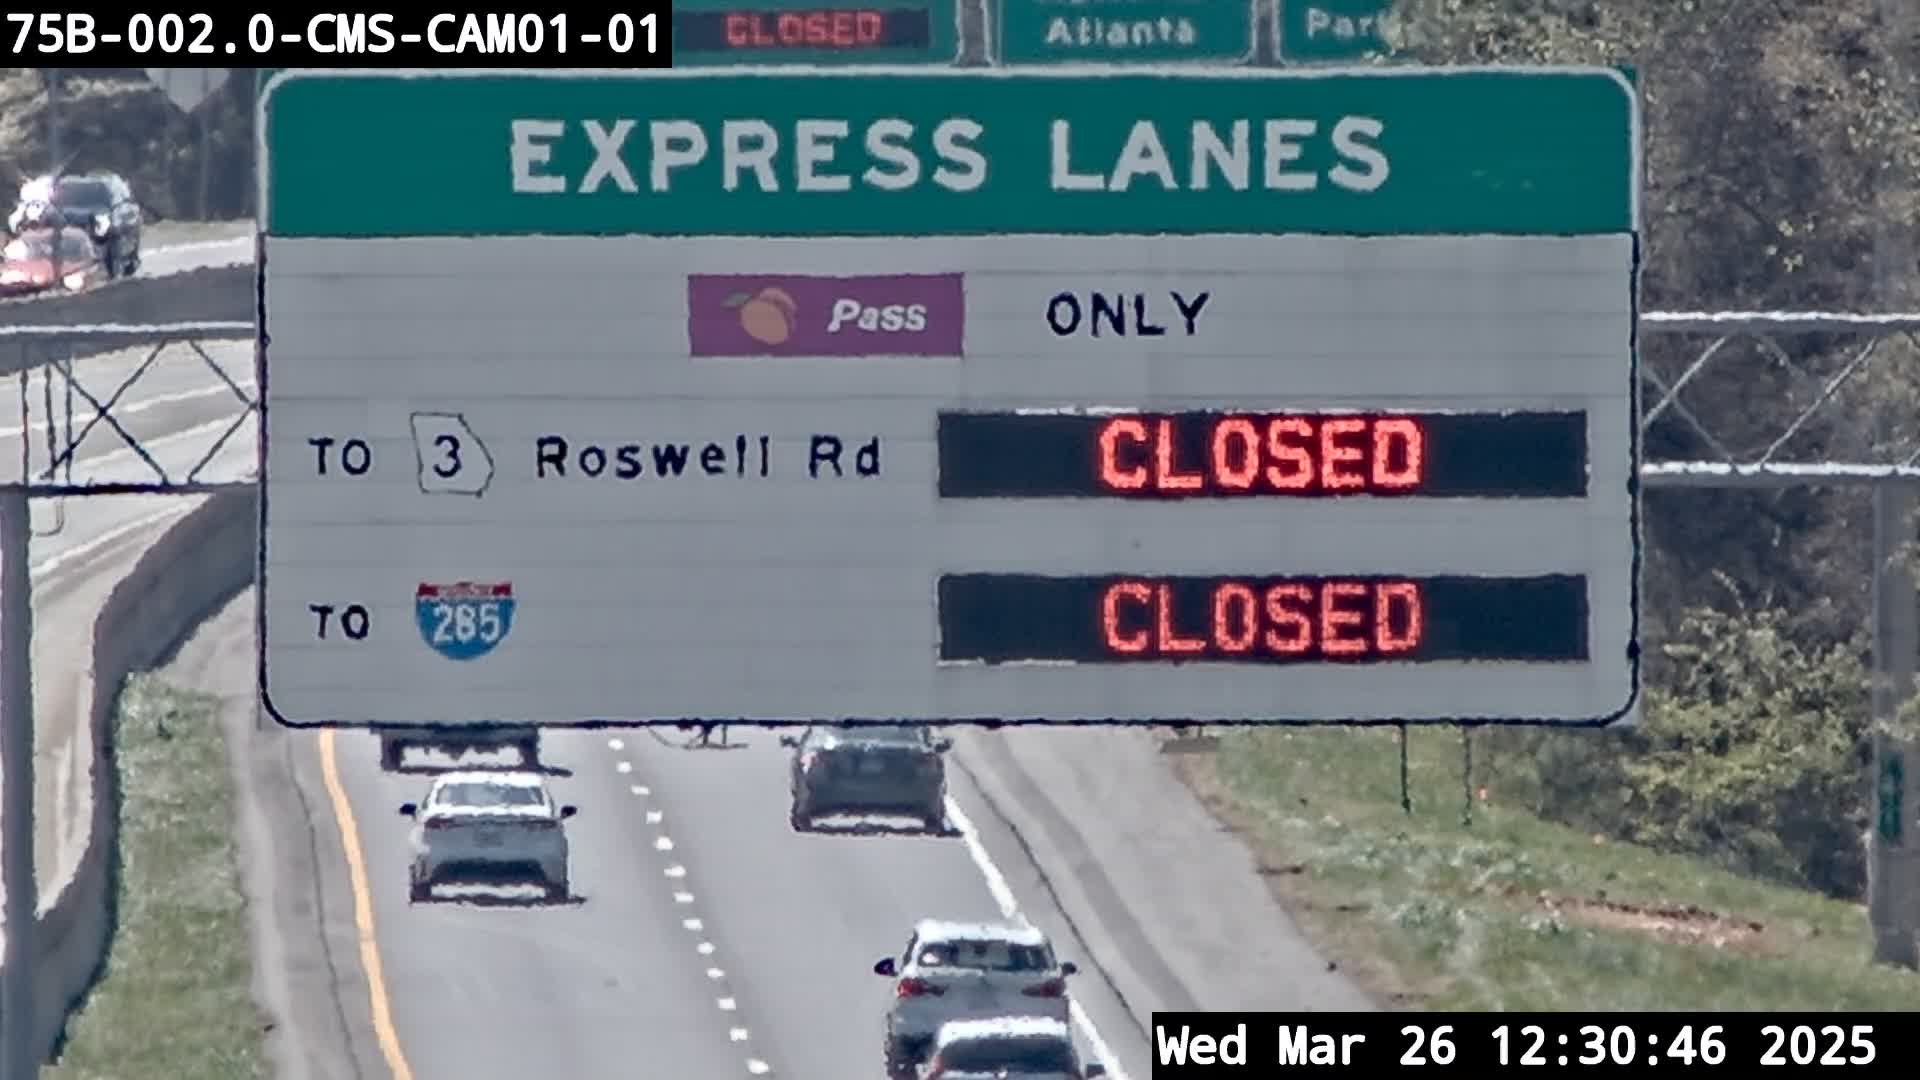 75B-002.0-CMS-CAM01-01
CLOSED
Atlanta
EXPRESS LANES
Pass ONLY
TO 3 Roswell Rd CLOSED
TO 285 CLOSED
Wed Mar 26 12:30:46 2025